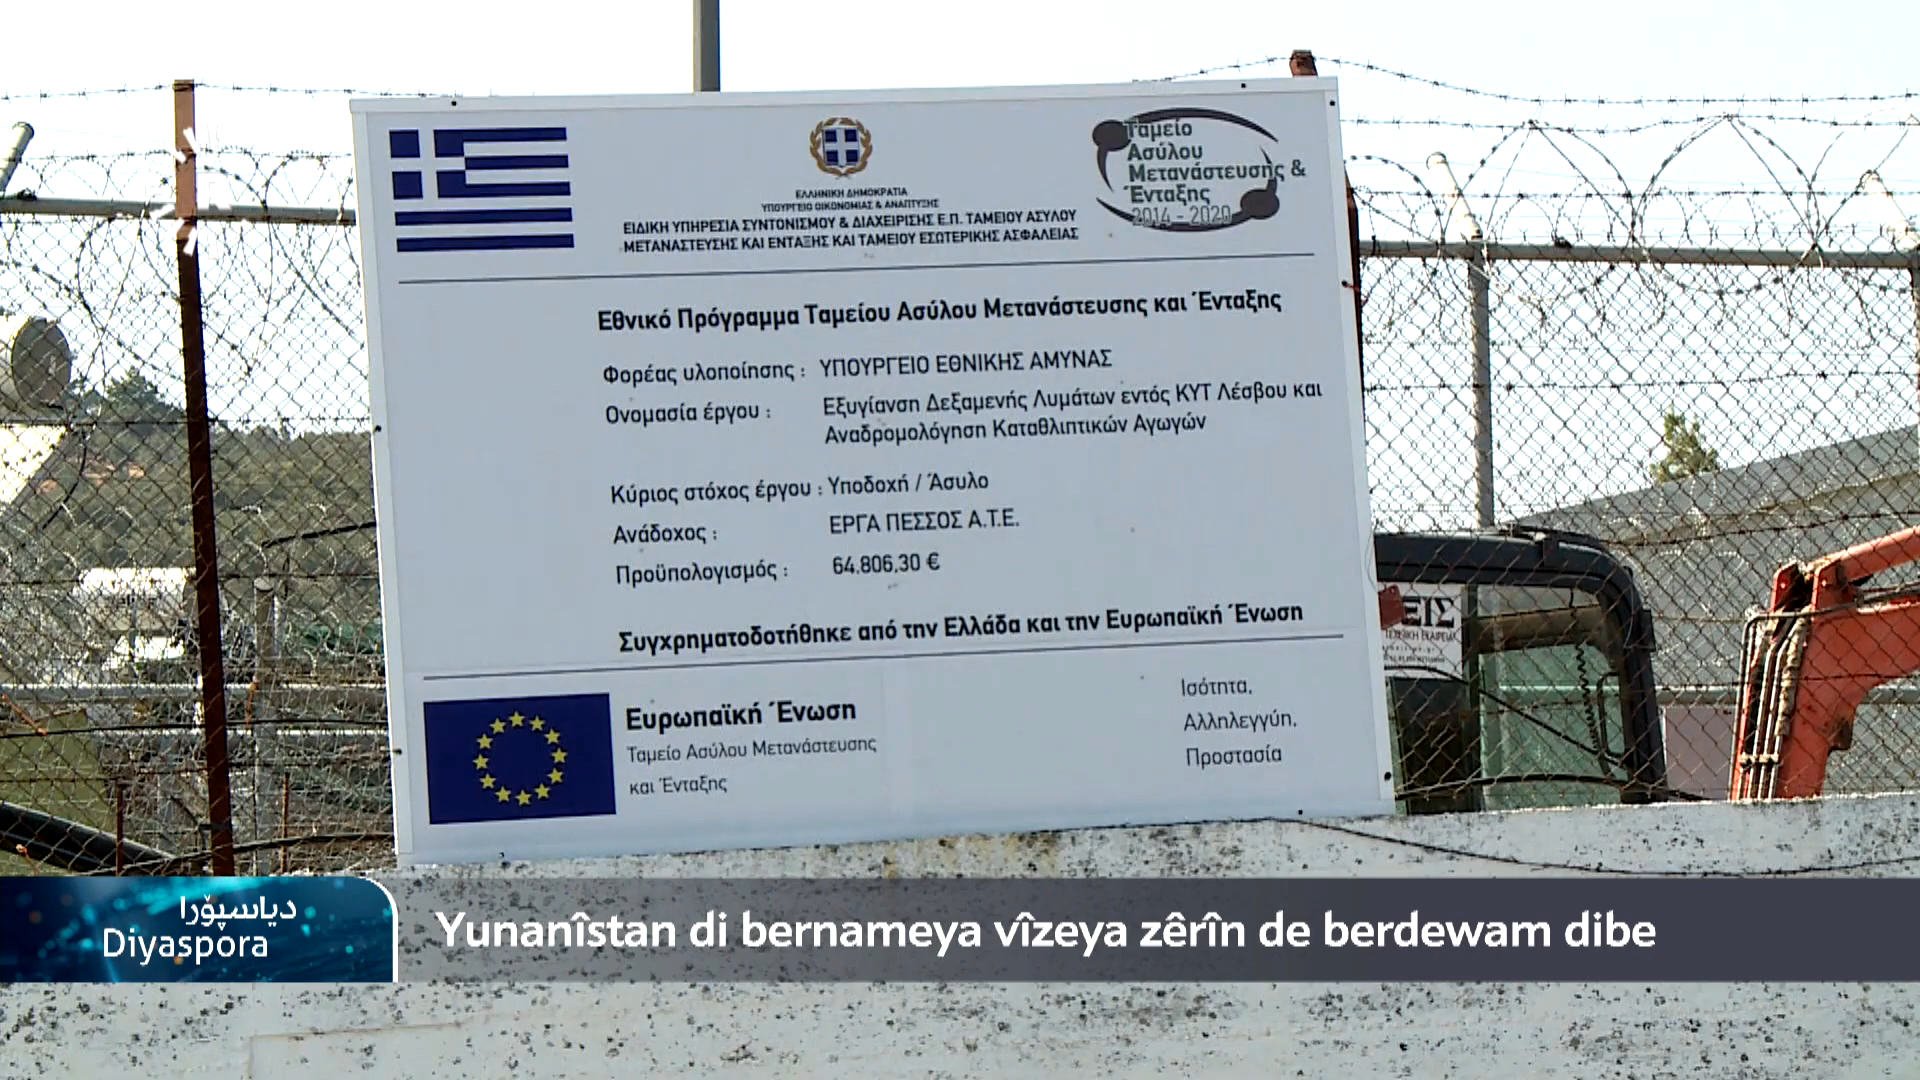 Ταμείο
Ασύλου
Μετανάστευσης &
Ένταξης
2014 - 2020
ΕΛΛΗΝΙΚΗ ΔΗΜΟΚΡΑΤΙΑ
ΥΠΟΥΡΓΕΙΟ ΟΙΚΟΝΟΜΙΑΣ & ΑΝΑΠΤΥΞΗΣ
ΕΙΔΙΚΗ ΥΠΗΡΕΣΙΑ ΣΥΝΤΟΝΙΣΜΟΥ & ΔΙΑΧΕΙΡΙΣΗΣ Ε.Π. ΤΑΜΕΙΟΥ ΑΣΥΛΟΥ
ΜΕΤΑΝΑΣΤΕΥΣΗΣ ΚΑΙ ΕΝΤΑΞΗΣ ΚΑΙ ΤΑΜΕΙΟΥ ΕΣΩΤΕΡΙΚΗΣ ΑΣΦΑΛΕΙΑΣ
Εθνικό Πρόγραμμα Ταμείου Ασύλου Μετανάστευσης και Ένταξης
Φορέας υλοποίησης : ΥΠΟΥΡΓΕΙΟ ΕΘΝΙΚΗΣ ΑΜΥΝΑΣ
Ονομασία έργου : Εξυγίανση Δεξαμενής Λυμάτων εντός ΚΥΤ Λέσβου και
Αναδρομολόγηση Καταθλιπτικών Αγωγών
Κύριος στόχος έργου : Υποδοχή / Άσυλο
Ανάδοχος : ΕΡΓΑ ΠΕΣΣΟΣ Α.Τ.Ε.
Προϋπολογισμός : 64.806,30 €
Συγχρηματοδοτήθηκε από την Ελλάδα και την Ευρωπαϊκή Ένωση
Ευρωπαϊκή Ένωση
Ταμείο Ασύλου Μετανάστευσης
και Ένταξης
Ισότητα,
Αλληλεγγύη,
Προστασία
دیاسپۆرا
Diyaspora
Yunanîstan di bernameya vîzeya zêrîn de berdewam dibe